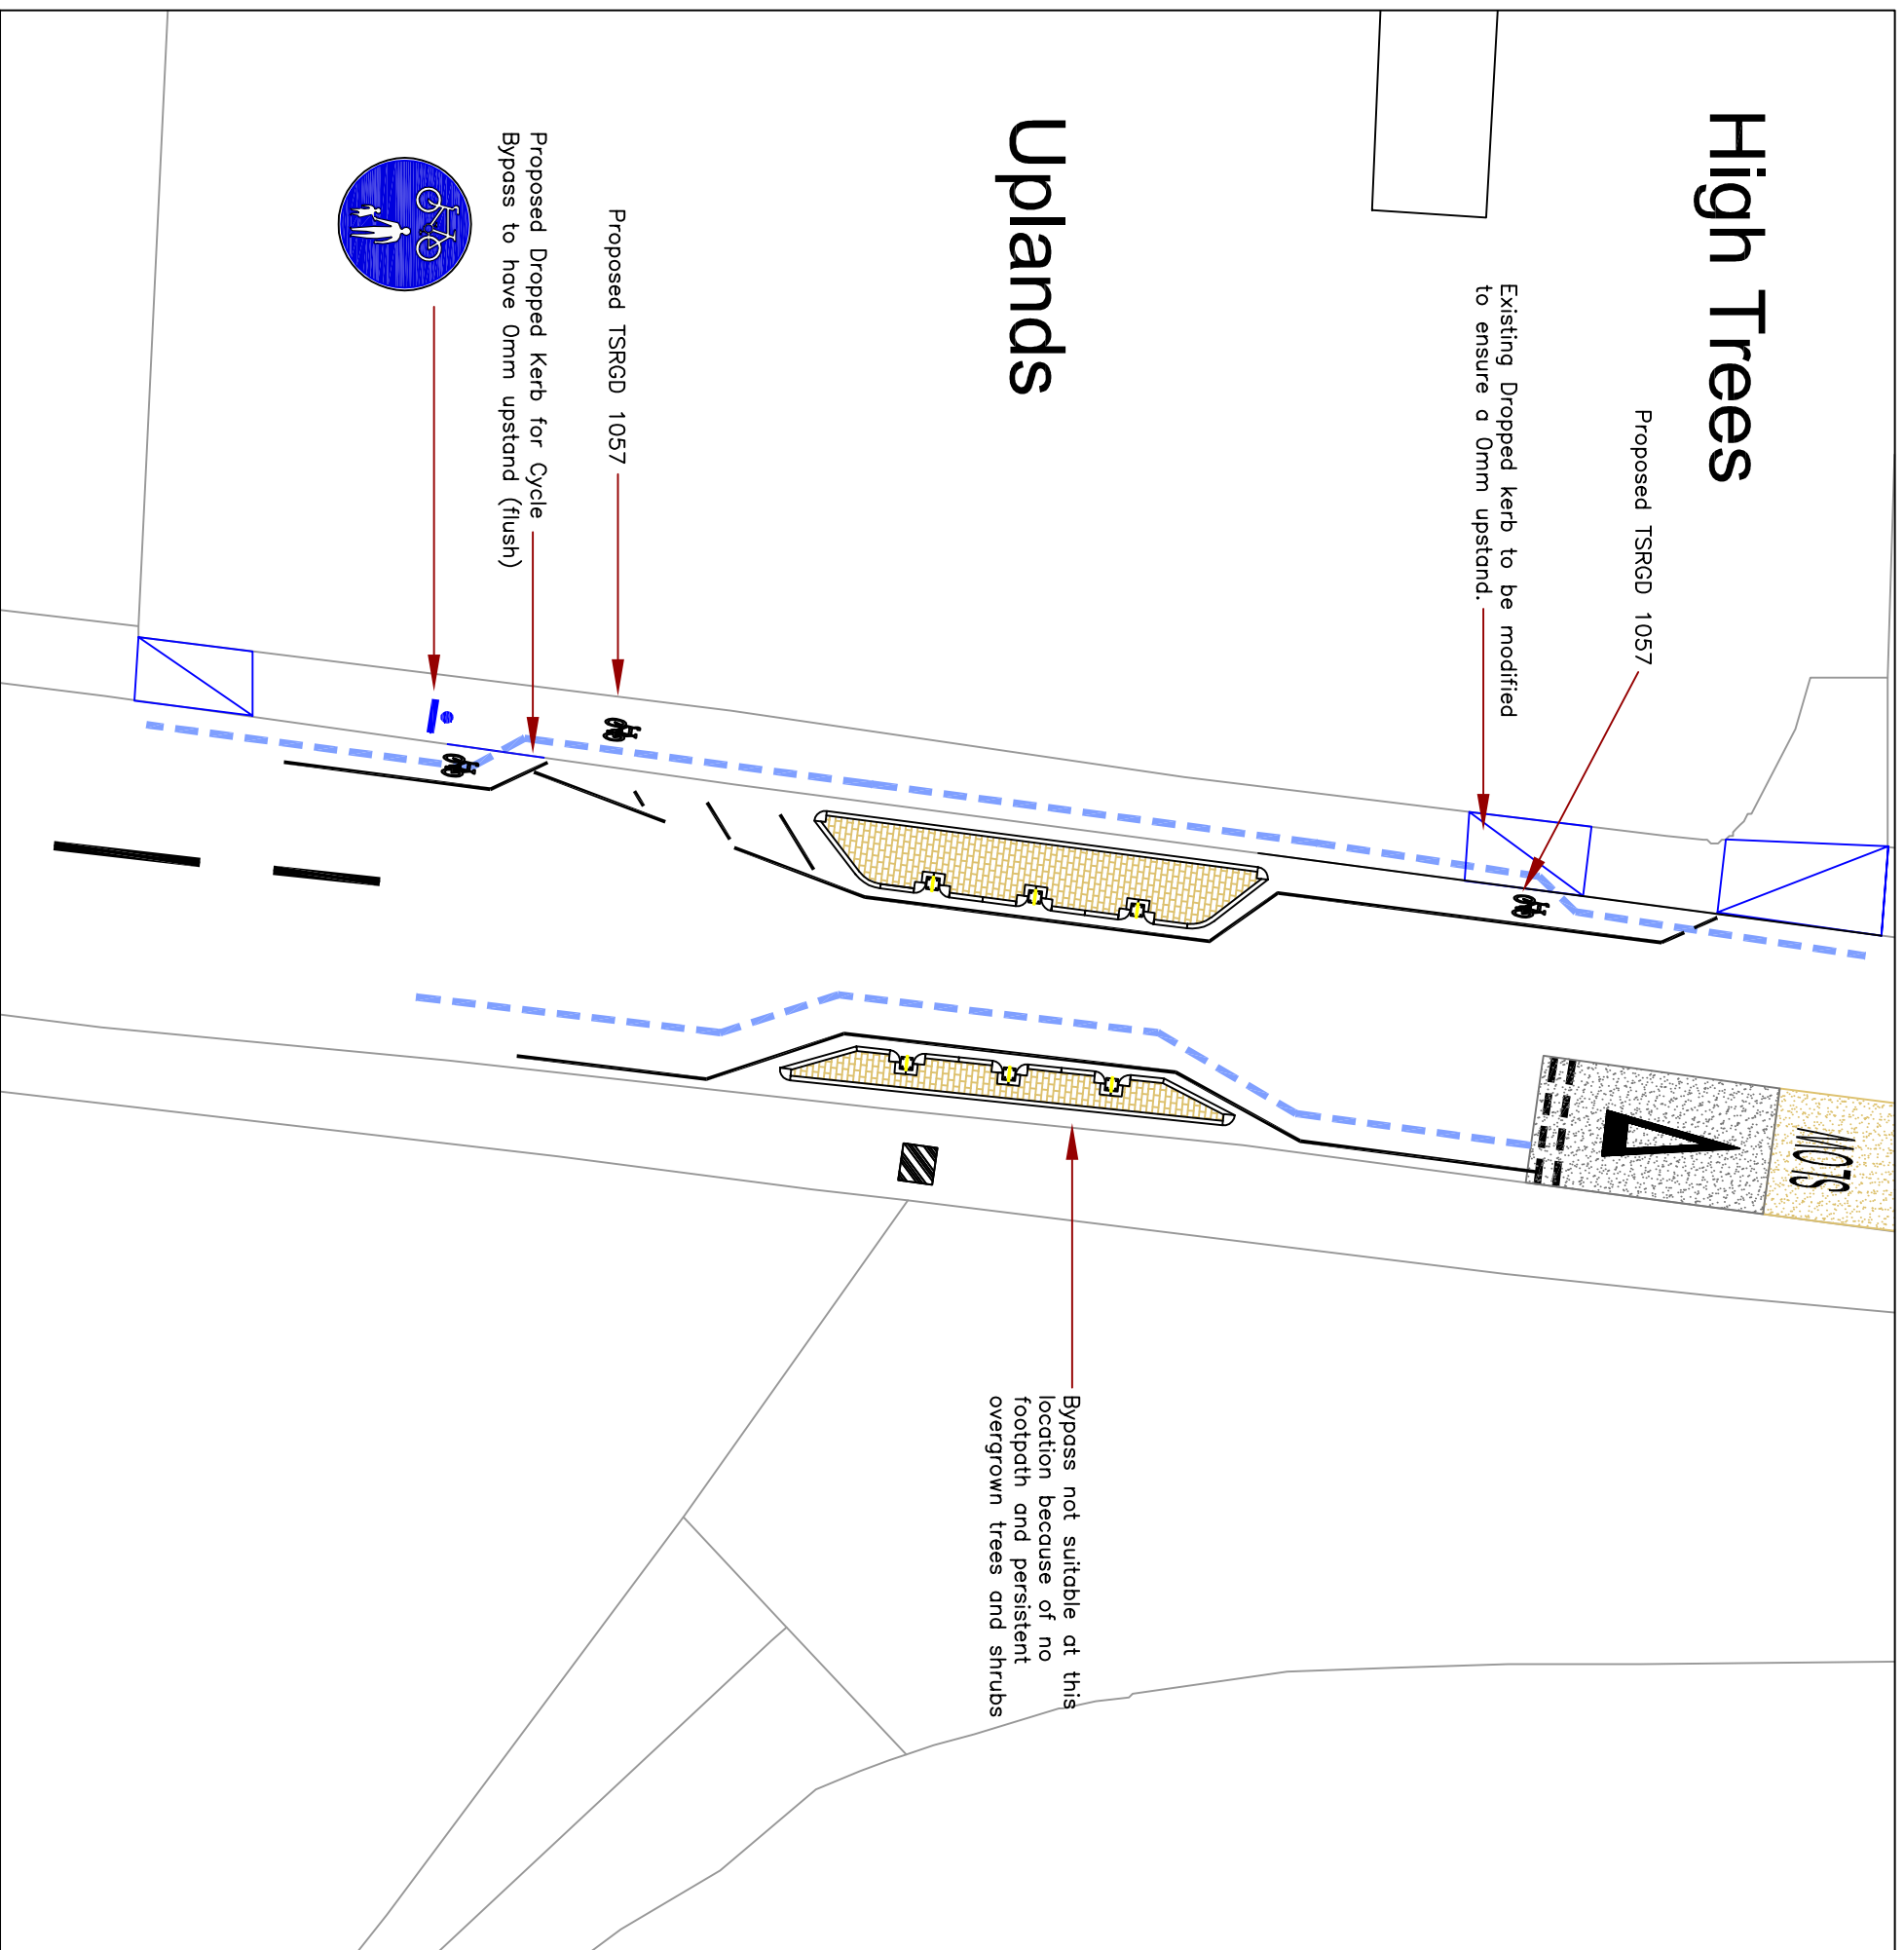 High Trees
Proposed TSRGD 1057
Existing Dropped kerb to be modified
to ensure a 0mm upstand.
Uplands
Proposed TSRGD 1057
Proposed Dropped Kerb for Cycle
Bypass to have 0mm upstand (flush)
SLOW
Bypass not suitable at this
location because of no
footpath and persistent
overgrown trees and shrubs